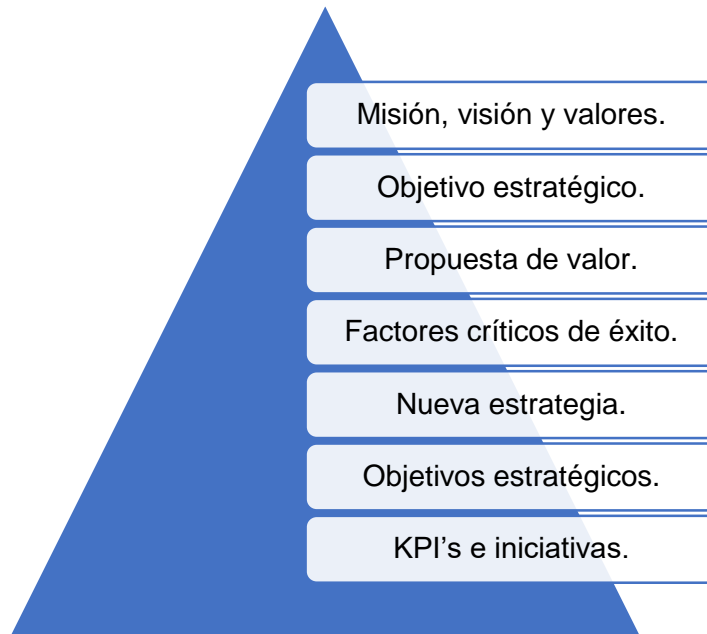 Misión, visión y valores.
Objetivo estratégico.
Propuesta de valor.
Factores críticos de éxito.
Nueva estrategia.
Objetivos estratégicos.
KPI’s e iniciativas.